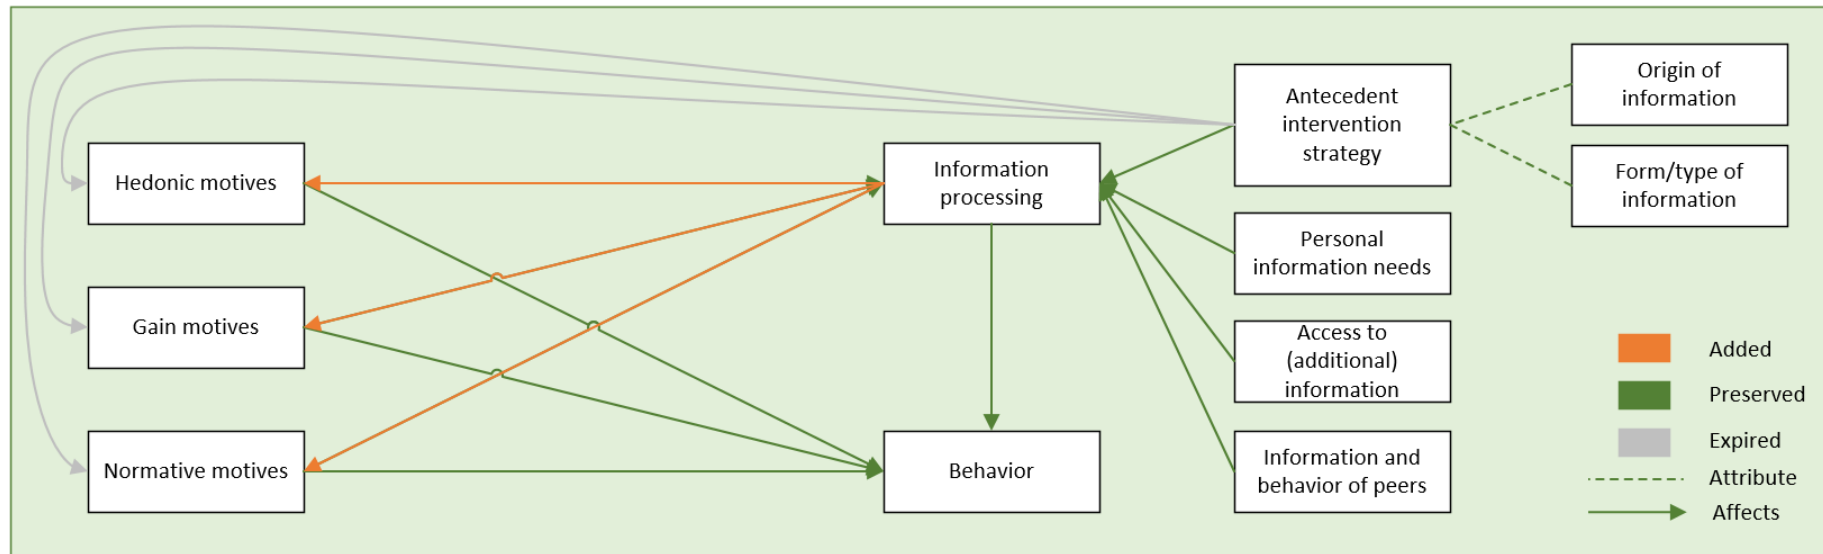 Hedonic motives
Gain motives
Normative motives
Information
processing
Behavior
Antecedent
intervention
strategy
Personal
information needs
Access to
(additional)
information
Information and
behavior of peers
Origin of
information
Form/type of
information
Added
Preserved
Expired
Attribute
Affects